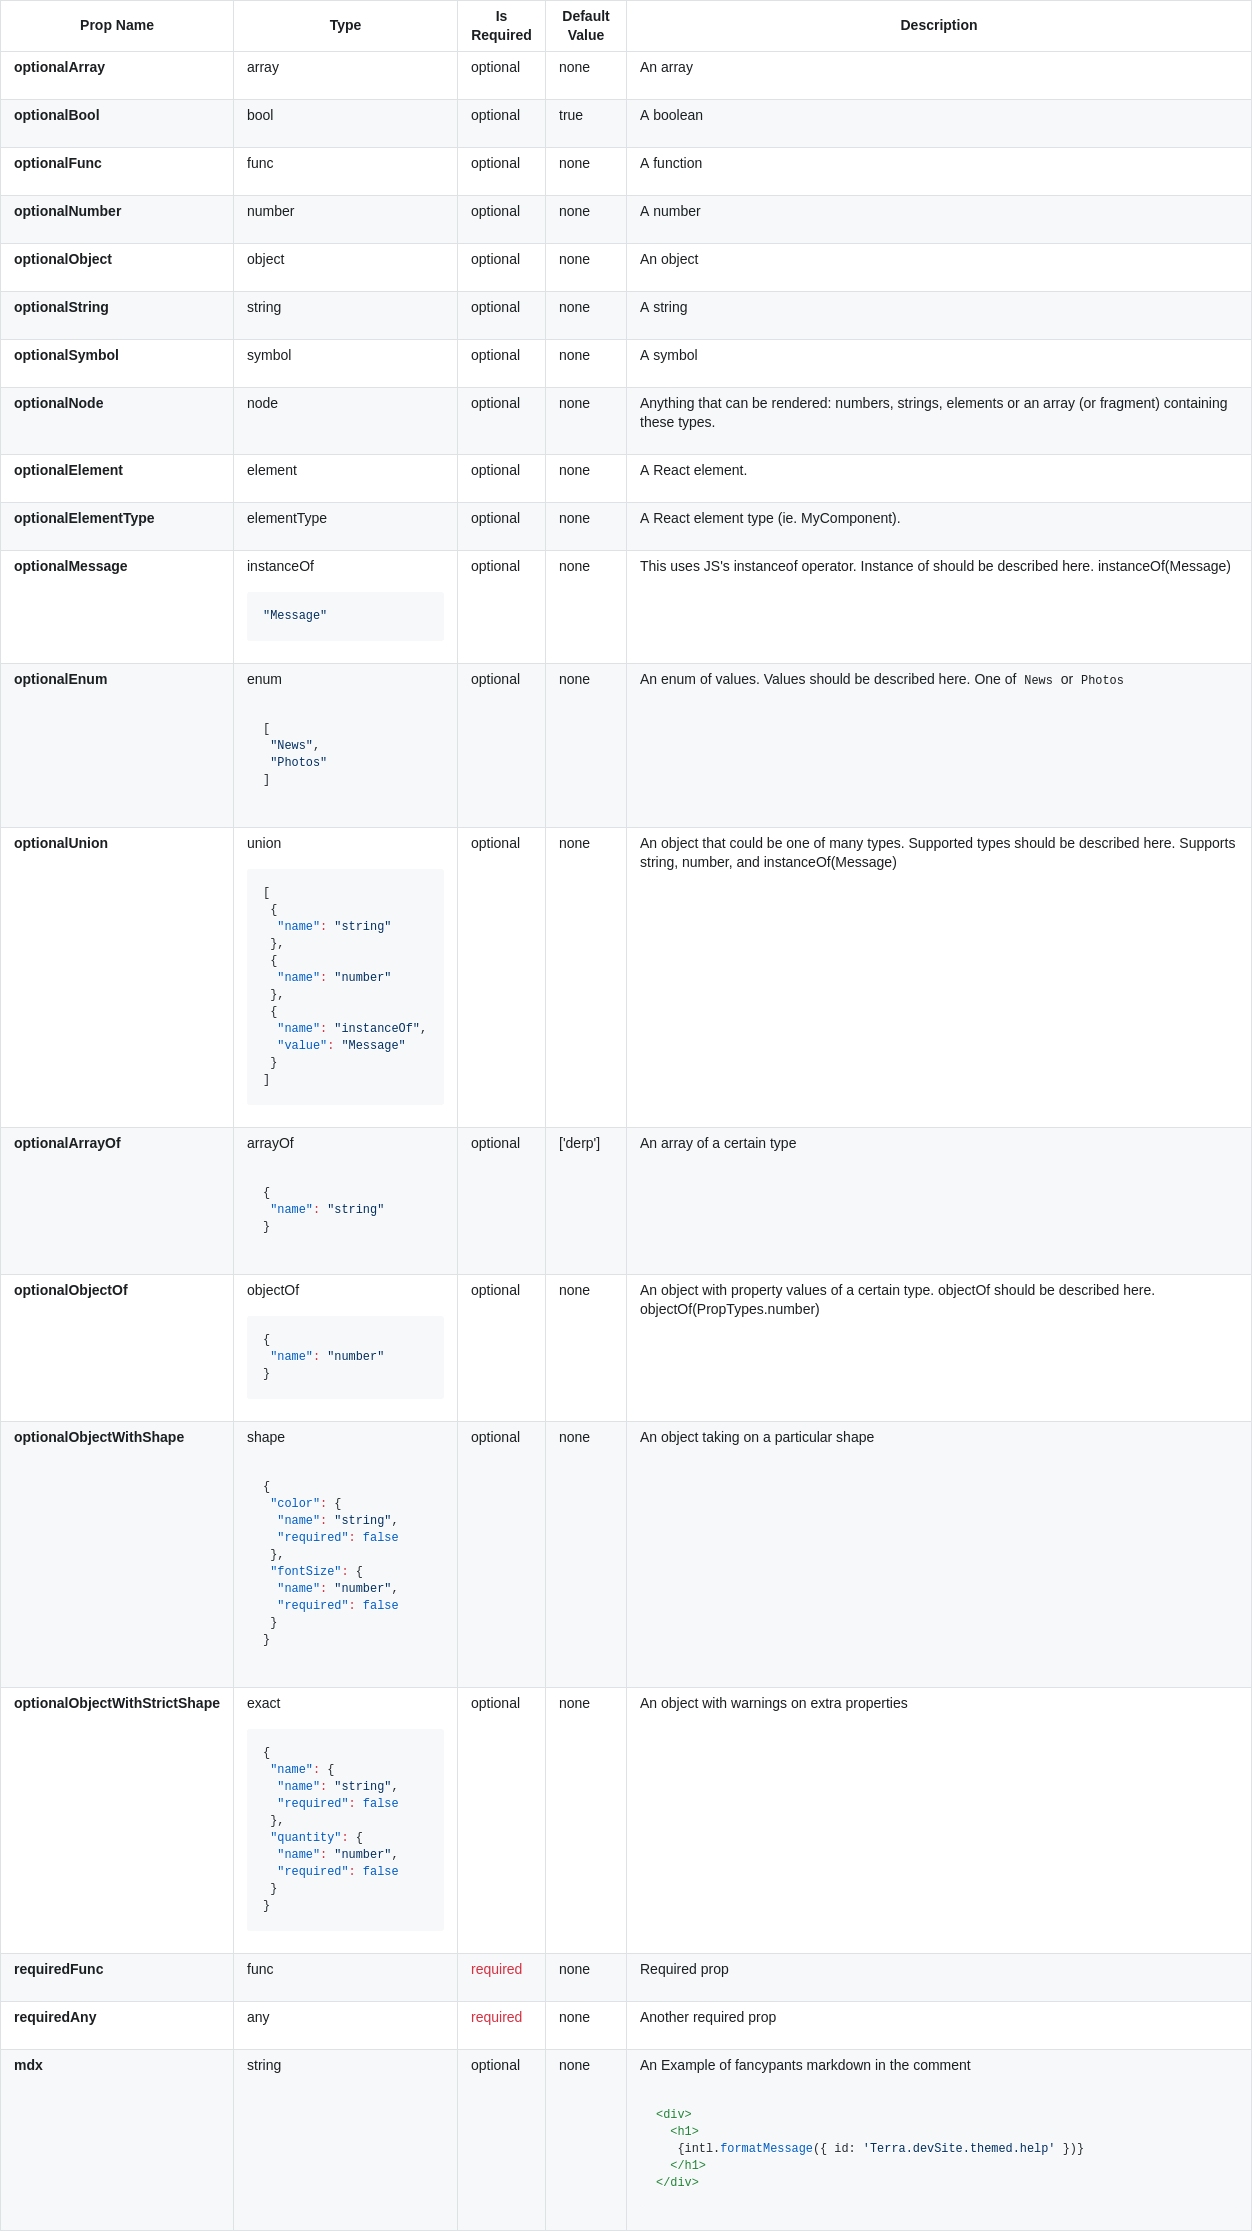 Prop Name Type Is Required Default Value Description
optionalArray array optional none An array
optionalBool bool optional true A boolean
optionalFunc func optional none A function
optionalNumber number optional none A number
optionalObject object optional none An object
optionalString string optional none A string
optionalSymbol symbol optional none A symbol
optionalNode node optional none Anything that can be rendered: numbers, strings, elements or an array (or fragment) containing
these types.
optionalElement element optional none A React element.
optionalElementType elementType optional none A React element type (ie. MyComponent).
optionalMessage instanceOf optional none This uses JS's instanceof operator. Instance of should be described here. instanceOf(Message)
"Message"
optionalEnum enum optional none An enum of values. Values should be described here. One of News or Photos
[
"News",
"Photos"
]
optionalUnion union optional none An object that could be one of many types. Supported types should be described here. Supports
string, number, and instanceOf(Message)
[
{
"name": "string"
},
{
"name": "number"
},
{
"name": "instanceOf",
"value": "Message"
}
]
optionalArrayOf arrayOf optional ['derp'] An array of a certain type
{
"name": "string"
}
optionalObjectOf objectOf optional none An object with property values of a certain type. objectOf should be described here.
objectOf(PropTypes.number)
{
"name": "number"
}
optionalObjectWithShape shape optional none An object taking on a particular shape
{
"color": {
"name": "string",
"required": false
},
"fontSize": {
"name": "number",
"required": false
}
}
optionalObjectWithStrictShape exact optional none An object with warnings on extra properties
{
"name": {
"name": "string",
"required": false
},
"quantity": {
"name": "number",
"required": false
}
}
requiredFunc func required none Required prop
requiredAny any required none Another required prop
mdx string optional none An Example of fancypants markdown in the comment
<div>
<h1>
{intl.formatMessage({ id: 'Terra.devSite.themed.help' })}
</h1>
</div>